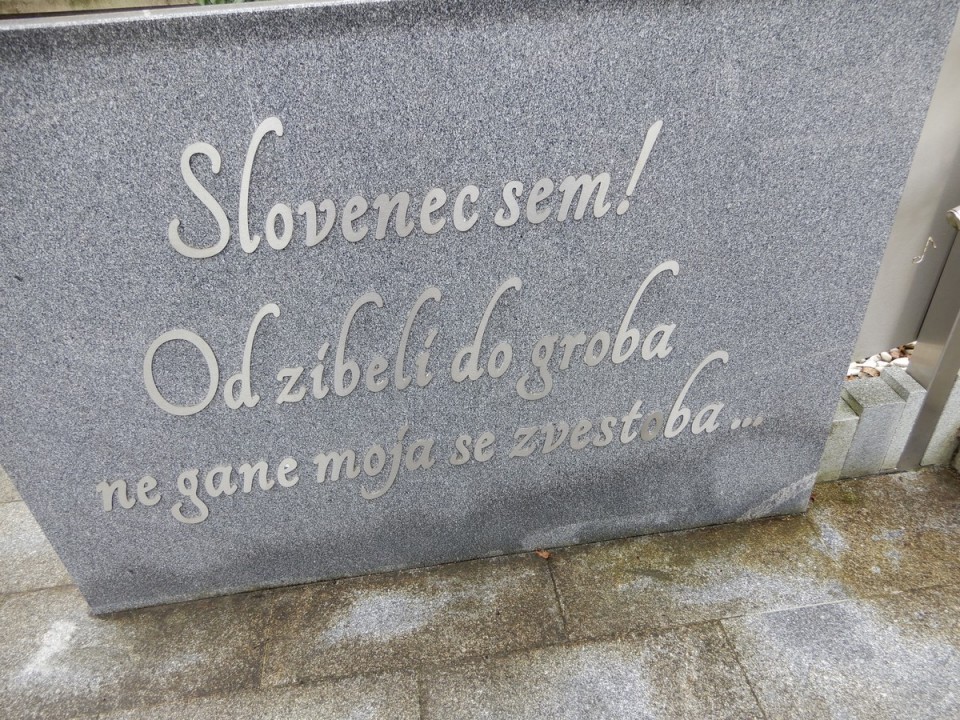 Slovenec sem!
Od zibeli do groba
ne gane moja se zvestoba...